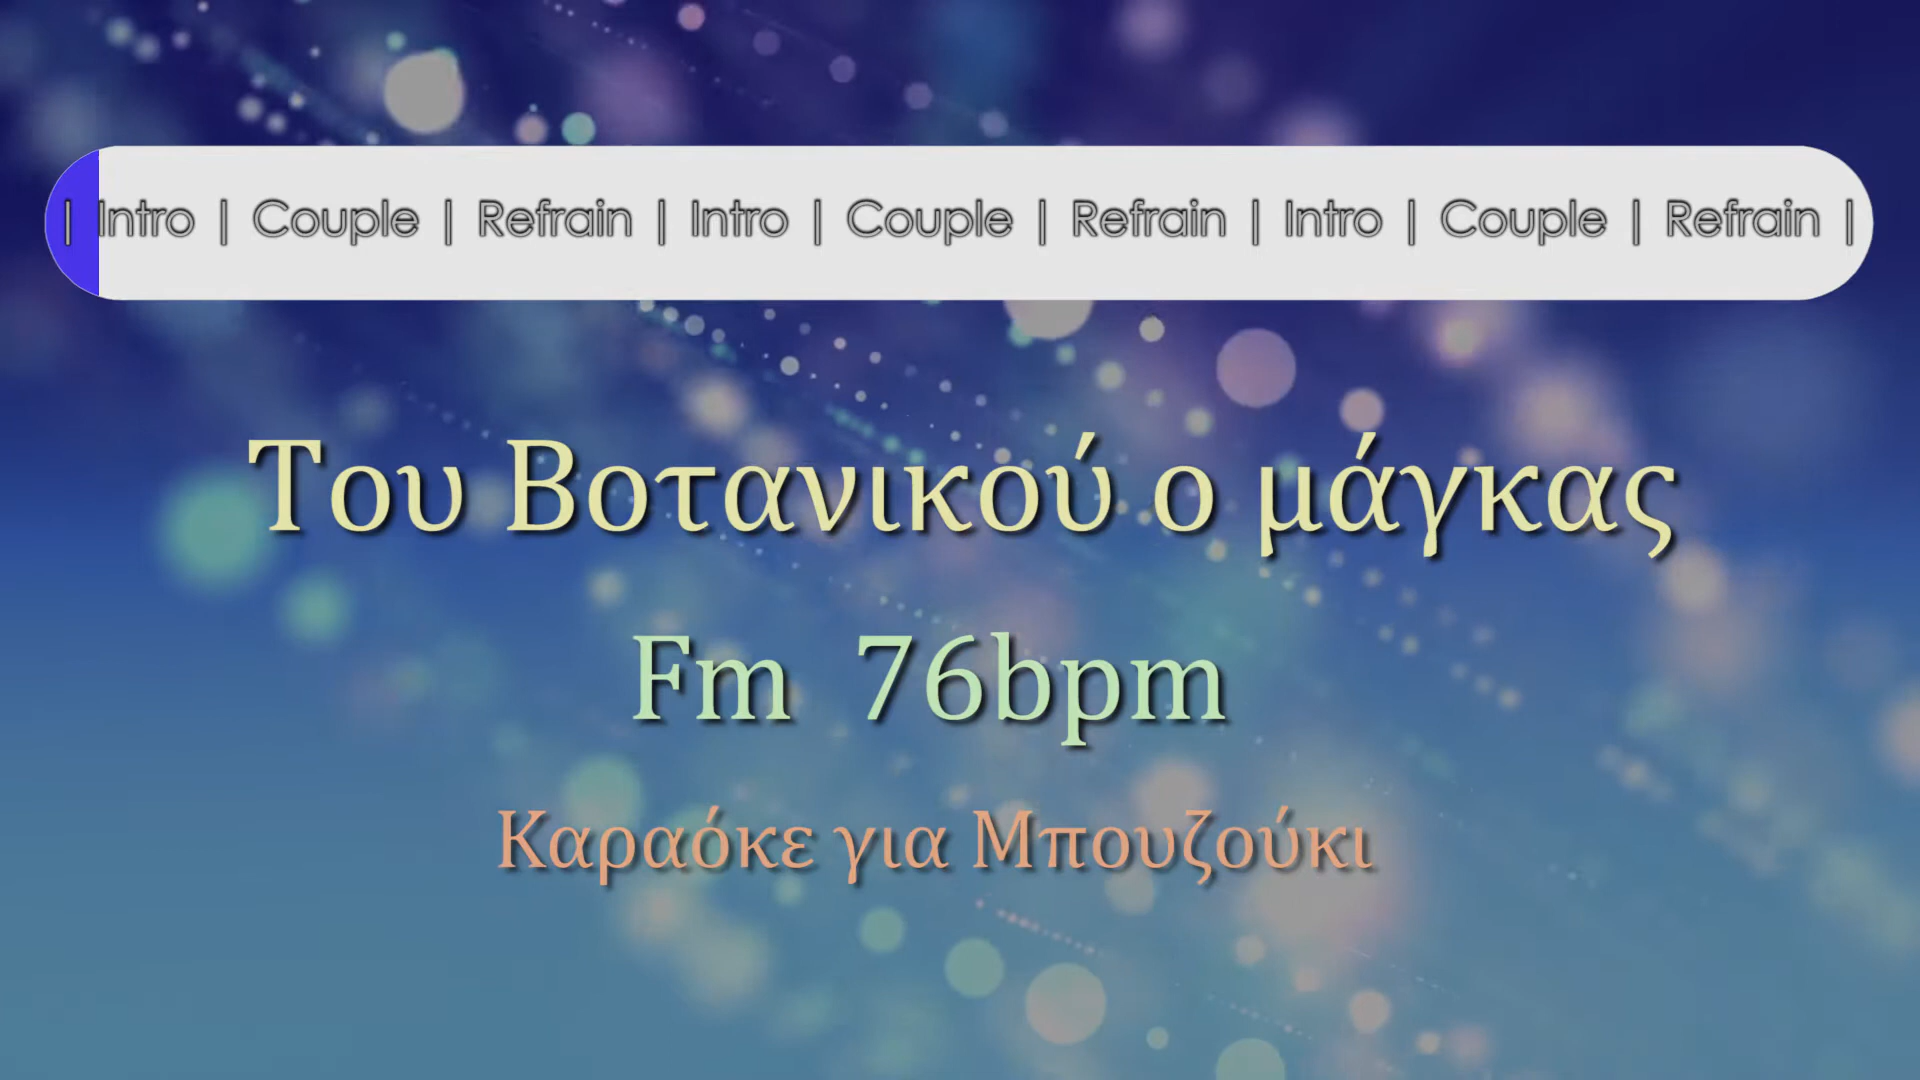 | Intro | Couple | Refrain | Intro | Couple | Refrain | Intro | Couple | Refrain |
Του Βοτανικού ο μάγκας
Fm 76bpm
Καραόκε για Μπουζούκι